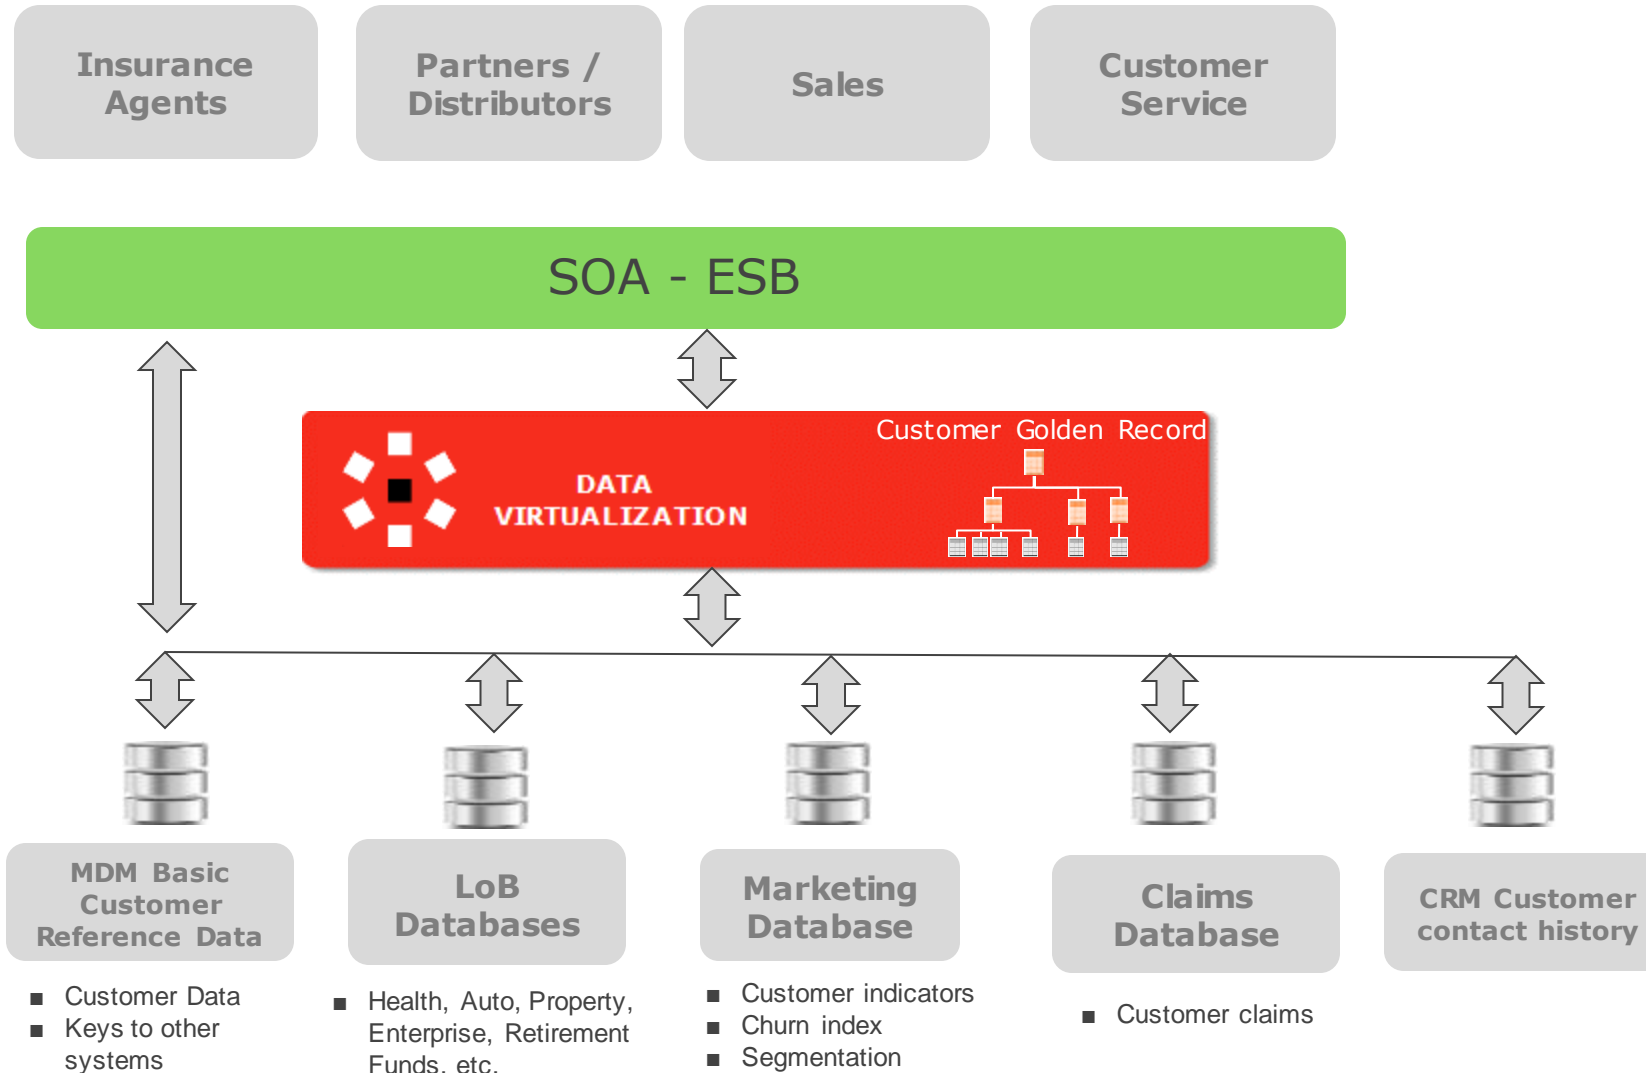 Insurance
Agents
Partners /
Distributors
Sales
Customer
Service
SOA - ESB
Customer Golden Record
DATA
VIRTUALIZATION
MDM Basic
Customer
Reference Data
LoB
Databases
Marketing
Database
Claims
Database
CRM Customer
contact history
■ Customer Data
■ Keys to other
systems
■ Health, Auto, Property,
Enterprise, Retirement
Funds, etc.
■ Customer indicators
■ Churn index
■ Segmentation
■ Customer claims